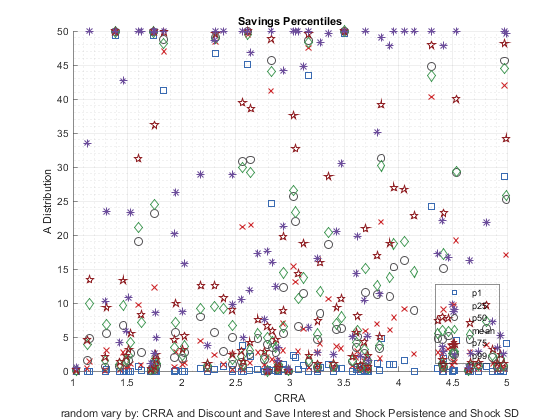 Savings Percentiles
A Distribution
50
45
40
35
30
25
20
15
10
5
0
1
1.5
2
2.5
3
3.5
4
4.5
5
p1
p25
p50
mean
p75
p99
CRRA
random vary by: CRRA and Discount and Save Interest and Shock Persistence and Shock SD